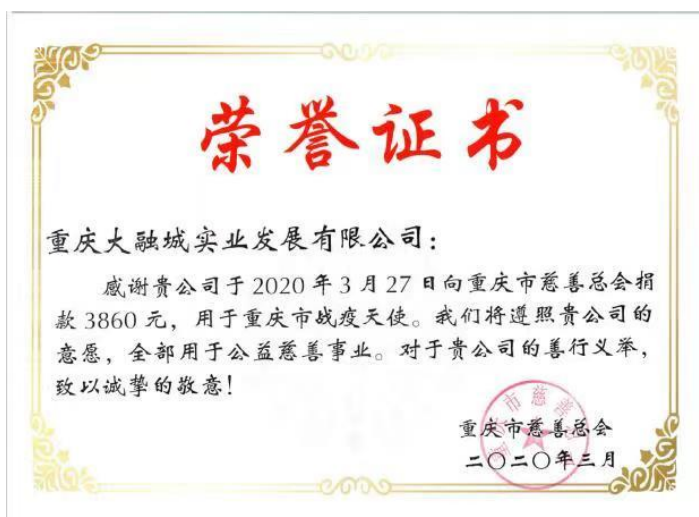 荣誉证书
重庆大融城实业发展有限公司：
感谢贵公司于2020年3月27日向重庆市慈善总会捐
款3860元，用于重庆市战疫天使。我们将遵照贵公司的
意愿，全部用于公益慈善事业。对于贵公司的善行义举，
致以诚挚的敬意！
重庆市慈善总会
二〇二〇年三月